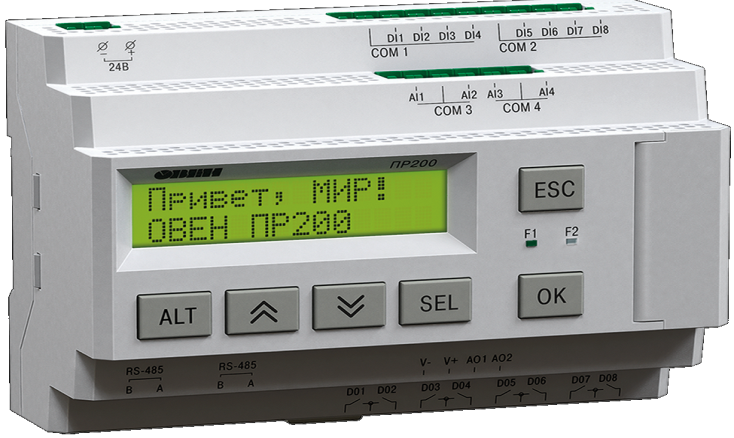 DI1 DI2 DI3 DI4 DI5 DI6 DI7 DI8
COM 1 COM 2
24В
AI1 AI2 AI3 AI4
COM 3 COM 4
ОВЕН ПР200
Привет, МИР!
ОВЕН ПР200
ESC
F1 F2
ALT SEL OK
RS-485 RS-485
B A B A
V- V+ AO1 AO2
DO1 DO2 DO3 DO4 DO5 DO6 DO7 DO8